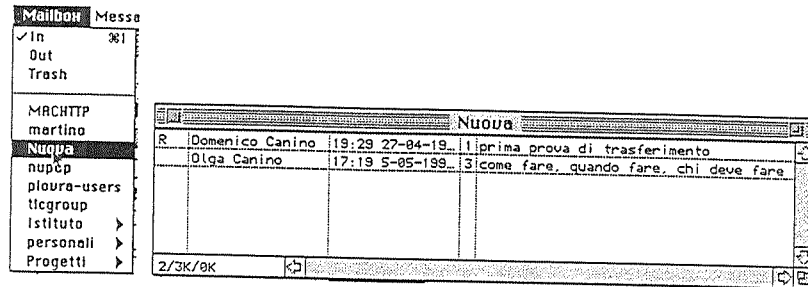 Mailbox Messa
✓In ⌘1
Out
Trash
MACHTTP
martino
Nuova
nupop
ploura-users
ticgroup
Istituto
personali
Progetti
Nuova
R Domenico Canino 19:29 27-04-19… 1 prima prova di trasferimento
Olga Canino 17:19 5-05-199… 3 come fare, quando fare, chi deve fare
2/3K/0K